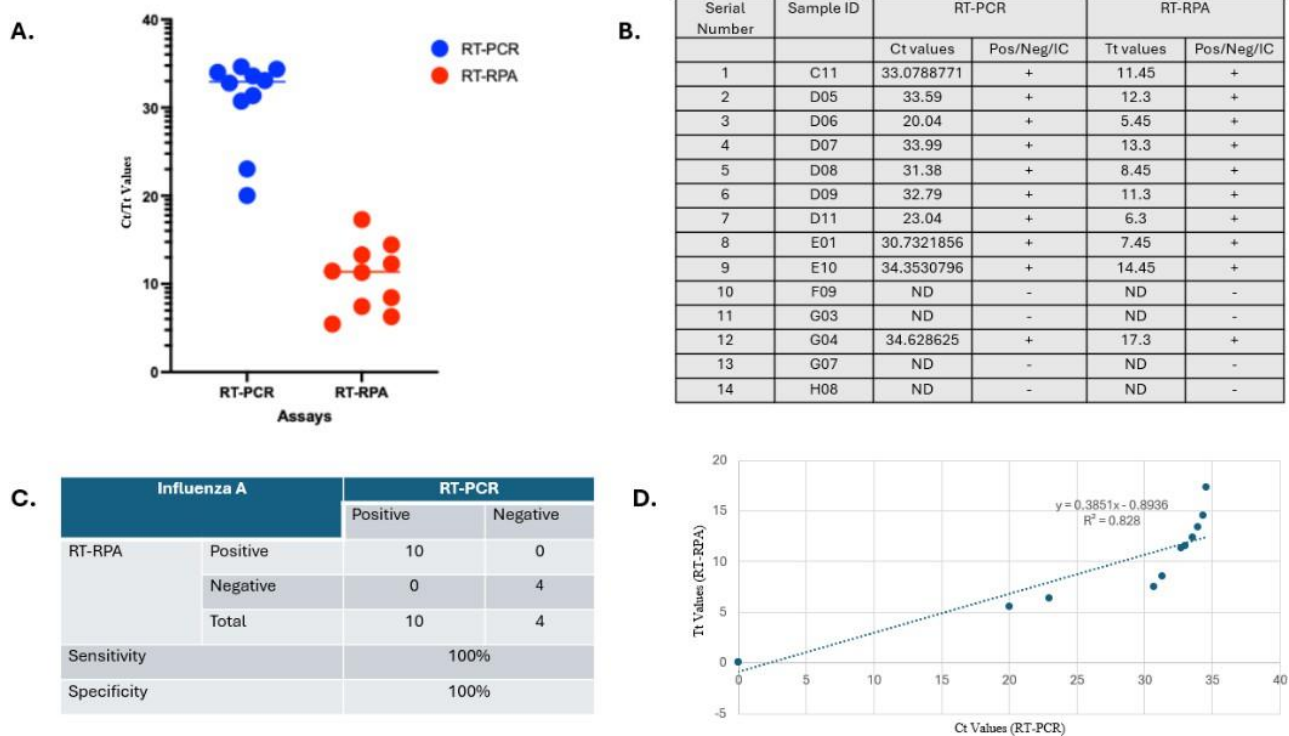 A.
40
30
20
10
0
Ct/Tt Values
RT-PCR
RT-RPA
RT-PCR RT-RPA
Assays
B.
Serial Number Sample ID RT-PCR RT-RPA
Ct values Pos/Neg/IC Tt values Pos/Neg/IC
1 C11 33.0788771 + 11.45 +
2 D05 33.59 + 12.3 +
3 D06 20.04 + 5.45 +
4 D07 33.99 + 13.3 +
5 D08 31.38 + 8.45 +
6 D09 32.79 + 11.3 +
7 D11 23.04 + 6.3 +
8 E01 30.7321856 + 7.45 +
9 E10 34.3530796 + 14.45 +
10 F09 ND - ND -
11 G03 ND - ND -
12 G04 34.628625 + 17.3 +
13 G07 ND - ND -
14 H08 ND - ND -
C.
Influenza A RT-PCR
Positive Negative
RT-RPA Positive 10 0
Negative 0 4
Total 10 4
Sensitivity 100%
Specificity 100%
D.
20
15
10
5
0
-5
Tt Values (RT-RPA)
y = 0.3851x - 0.8936
R² = 0.828
0 5 10 15 20 25 30 35 40
Ct Values (RT-PCR)